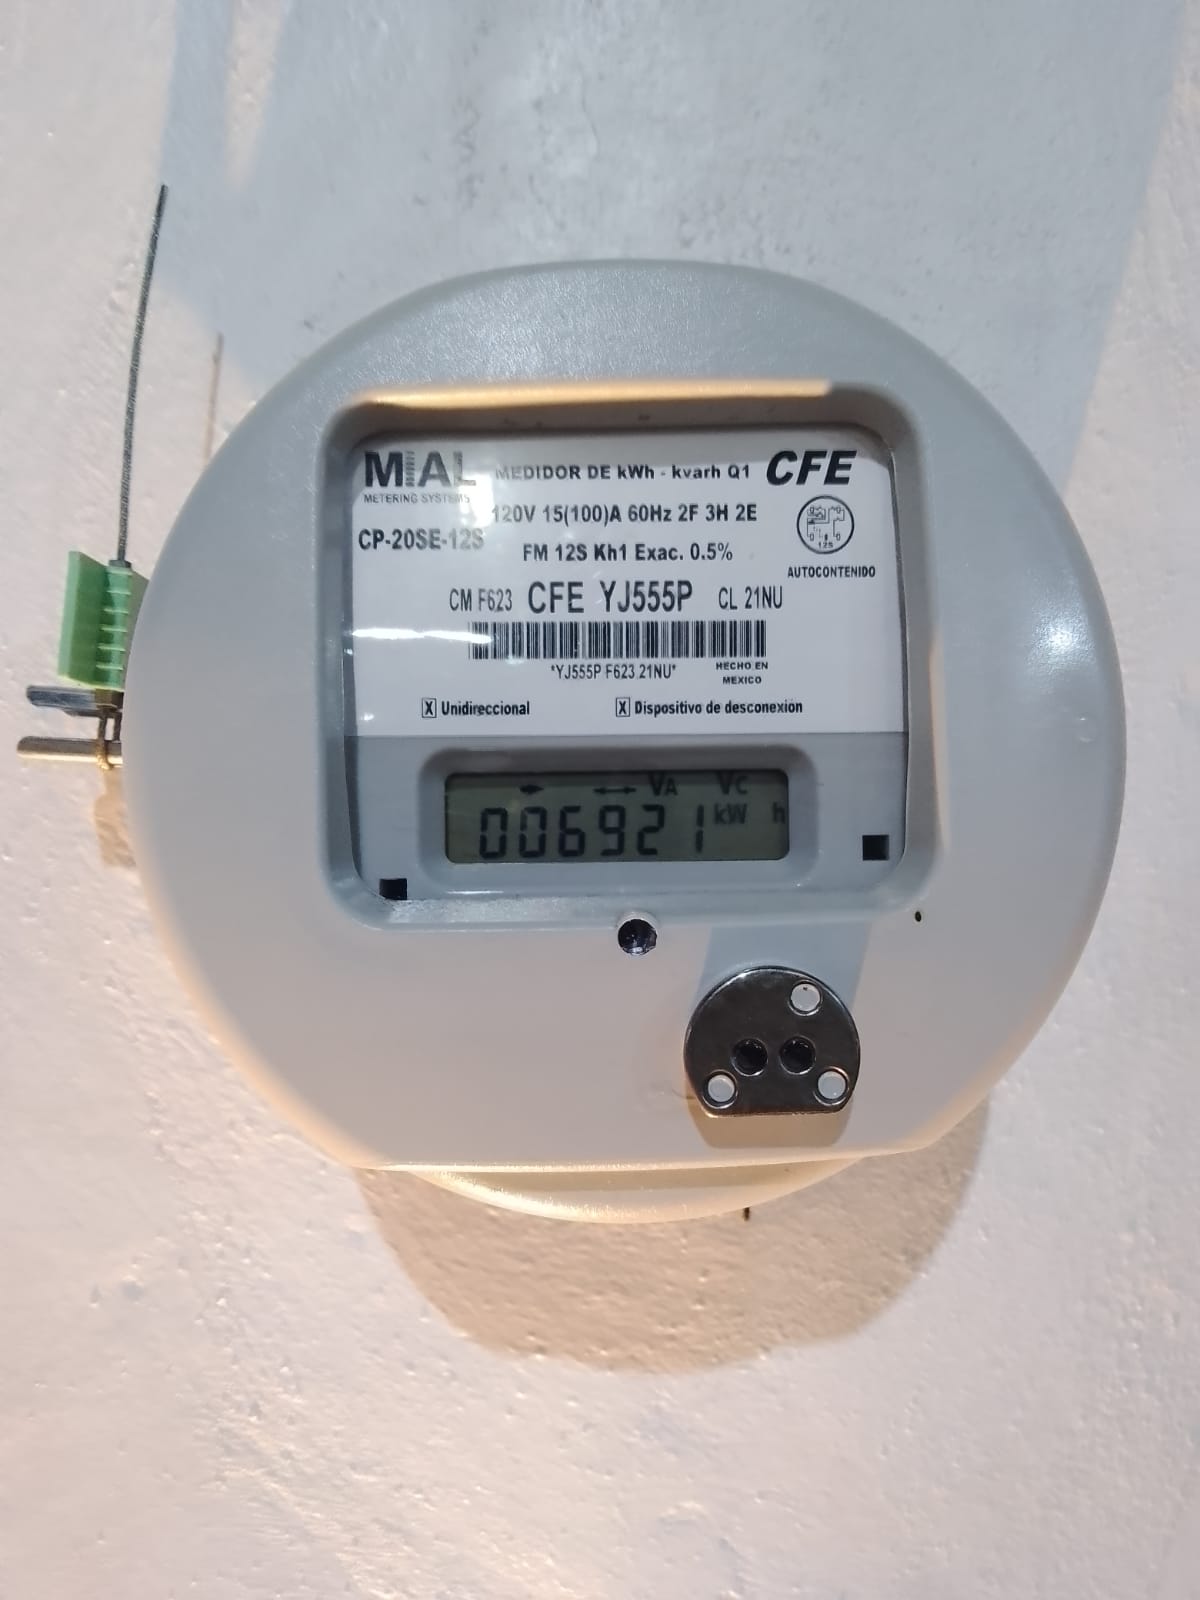 MIAL MEDIDOR DE kWh - kvarh Q1 CFE
METERING SYSTEMS
120V 15(100)A 60Hz 2F 3H 2E
CP-20SE-12S
FM 12S Kh1 Exac. 0.5%
12S
AUTOCONTENIDO
CM F623 CFE YJ555P CL 21NU
*YJ555P F623 21NU*
HECHO EN
MEXICO
X Unidireccional X Dispositivo de desconexión
VA VC
006921 kW h